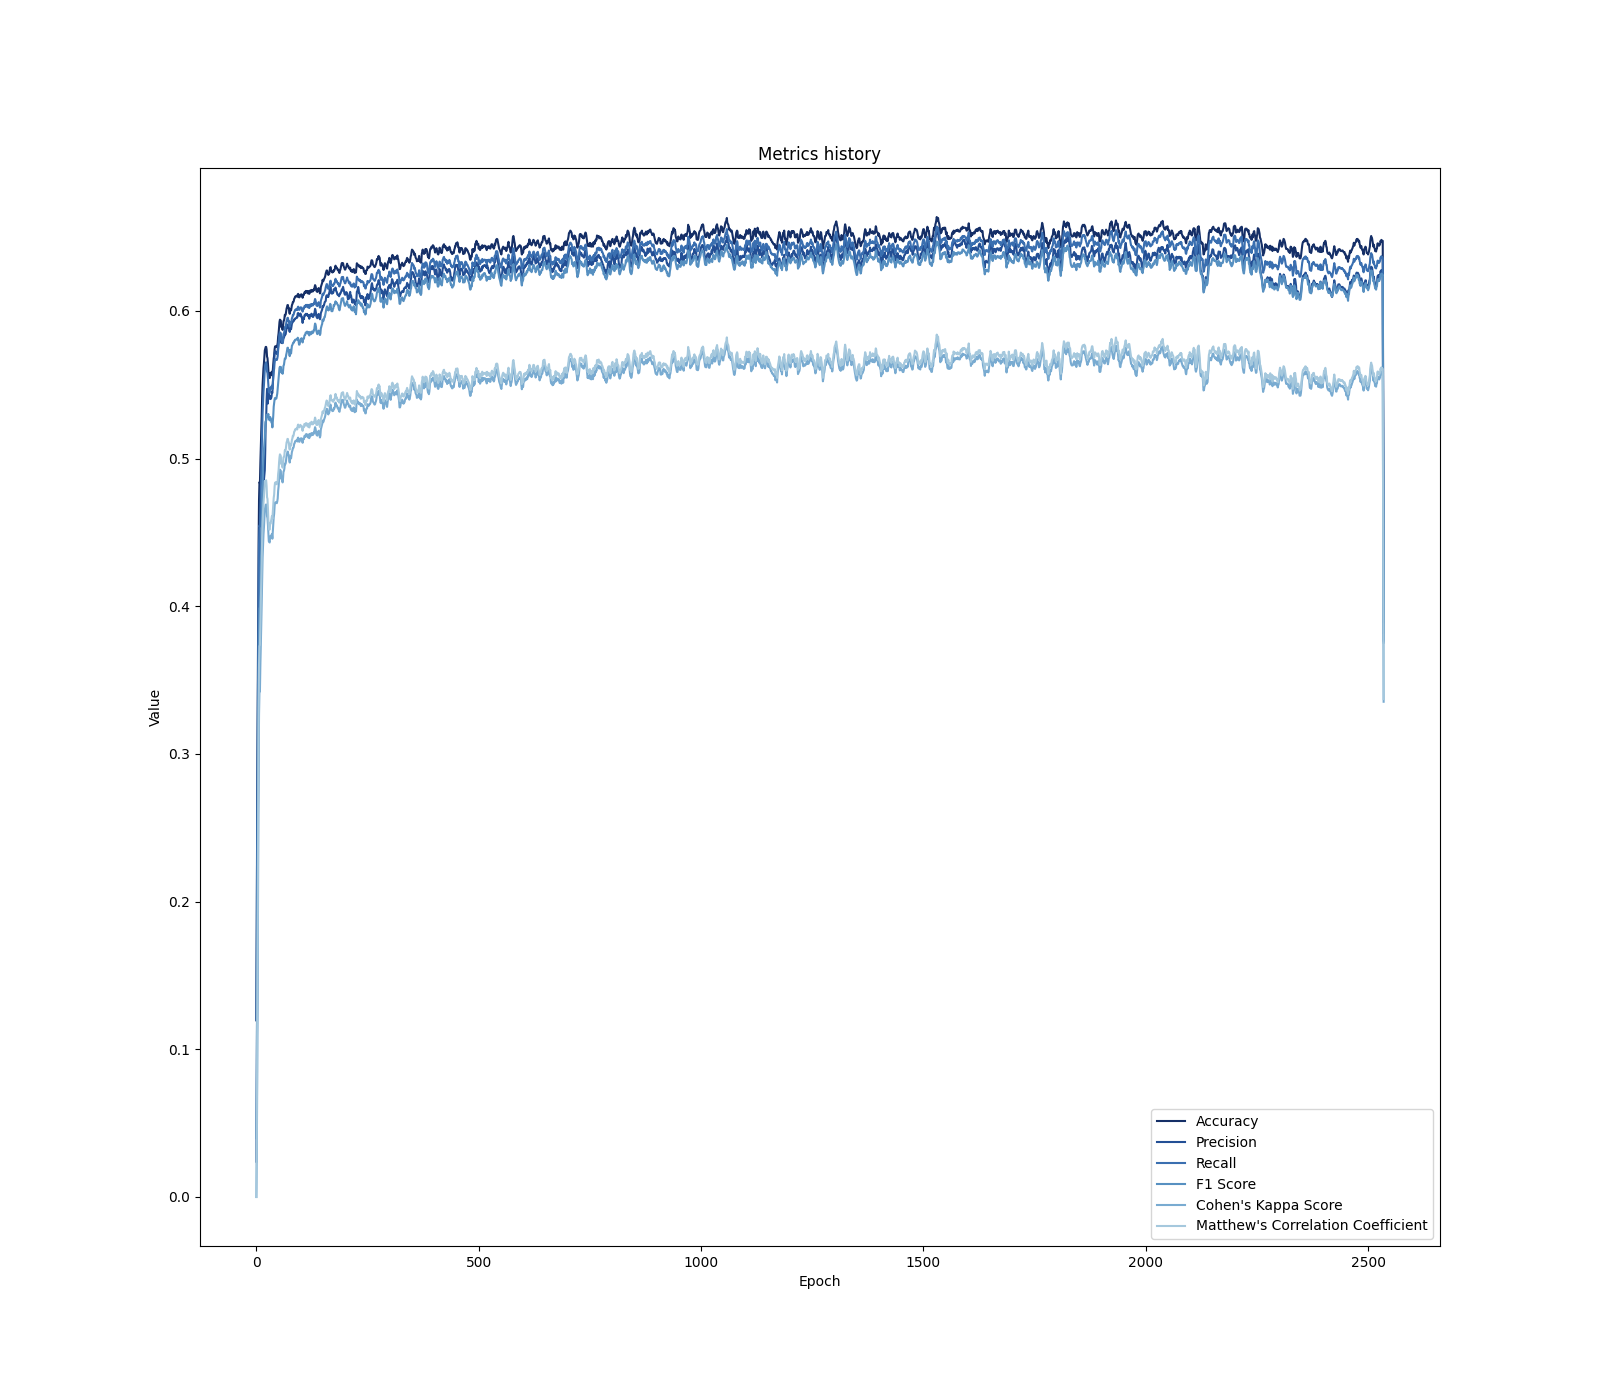 Metrics history
0.6
0.5
0.4
0.3
0.2
0.1
0.0
Value
0 500 1000 1500 2000 2500
Epoch
Accuracy
Precision
Recall
F1 Score
Cohen's Kappa Score
Matthew's Correlation Coefficient